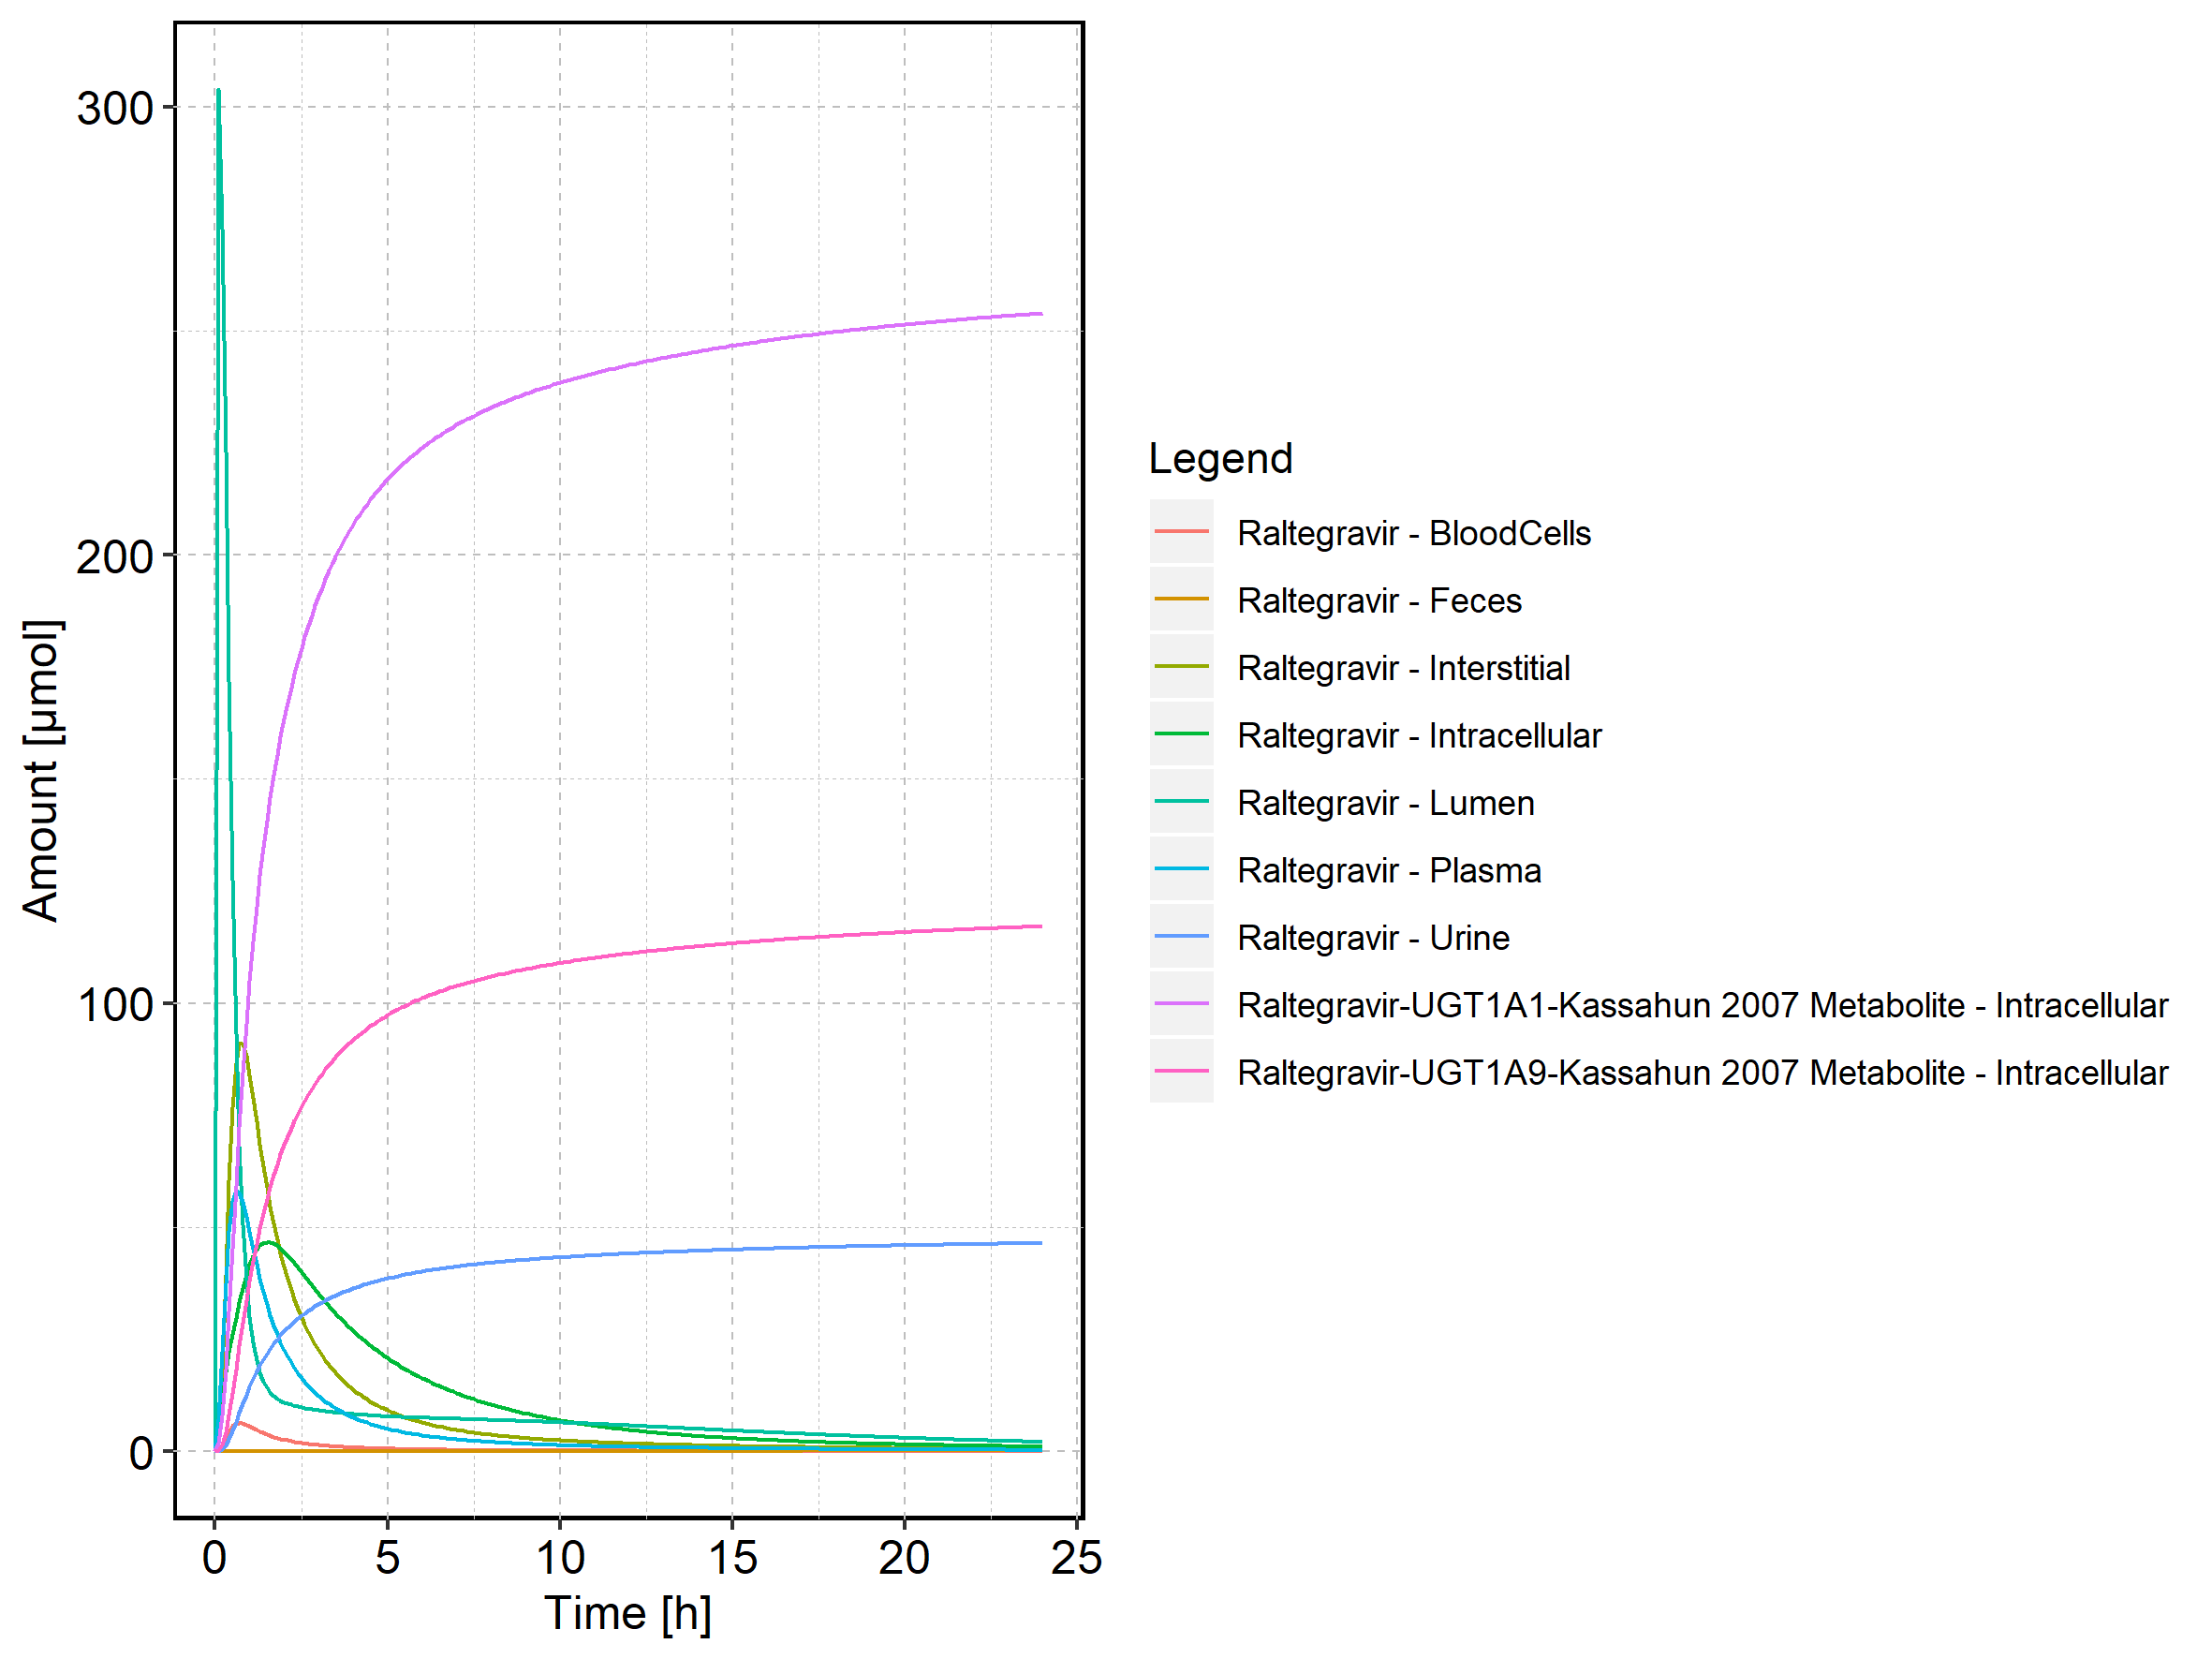 300
200
100
0
Amount [µmol]
0 5 10 15 20 25
Time [h]
Legend
Raltegravir - BloodCells
Raltegravir - Feces
Raltegravir - Interstitial
Raltegravir - Intracellular
Raltegravir - Lumen
Raltegravir - Plasma
Raltegravir - Urine
Raltegravir-UGT1A1-Kassahun 2007 Metabolite - Intracellular
Raltegravir-UGT1A9-Kassahun 2007 Metabolite - Intracellular